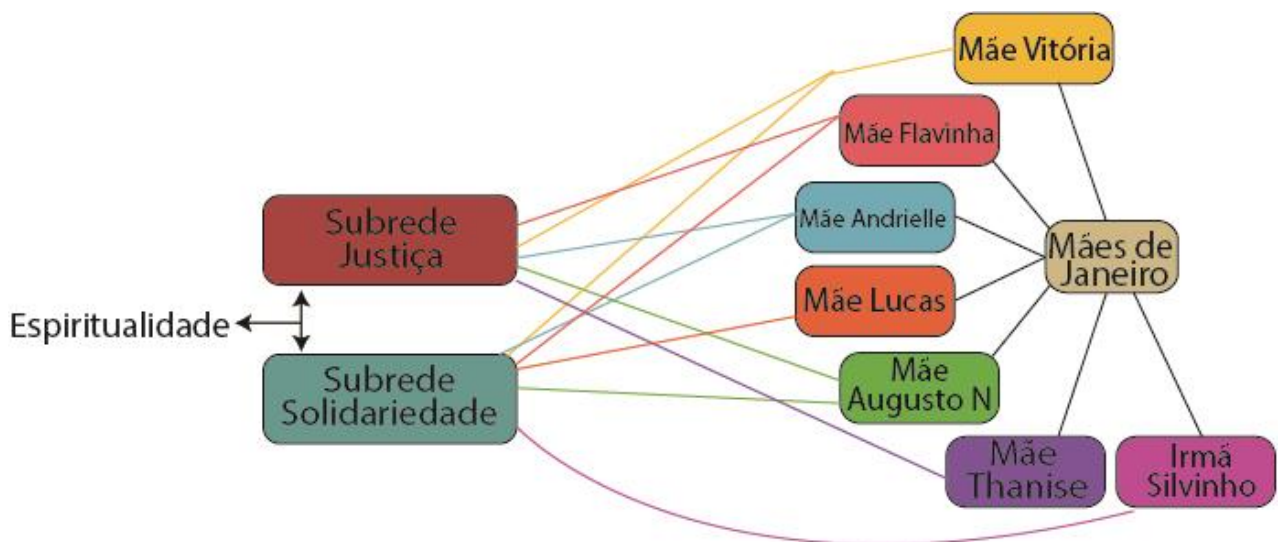 Mãe Vitória
Mãe Flavinha
Subrede
Justiça
Mãe Andrielle
Mães de
Janeiro
Mãe Lucas
Espiritualidade
Subrede
Solidariedade
Mãe
Augusto N
Mãe
Thanise
Irmã
Silvinho